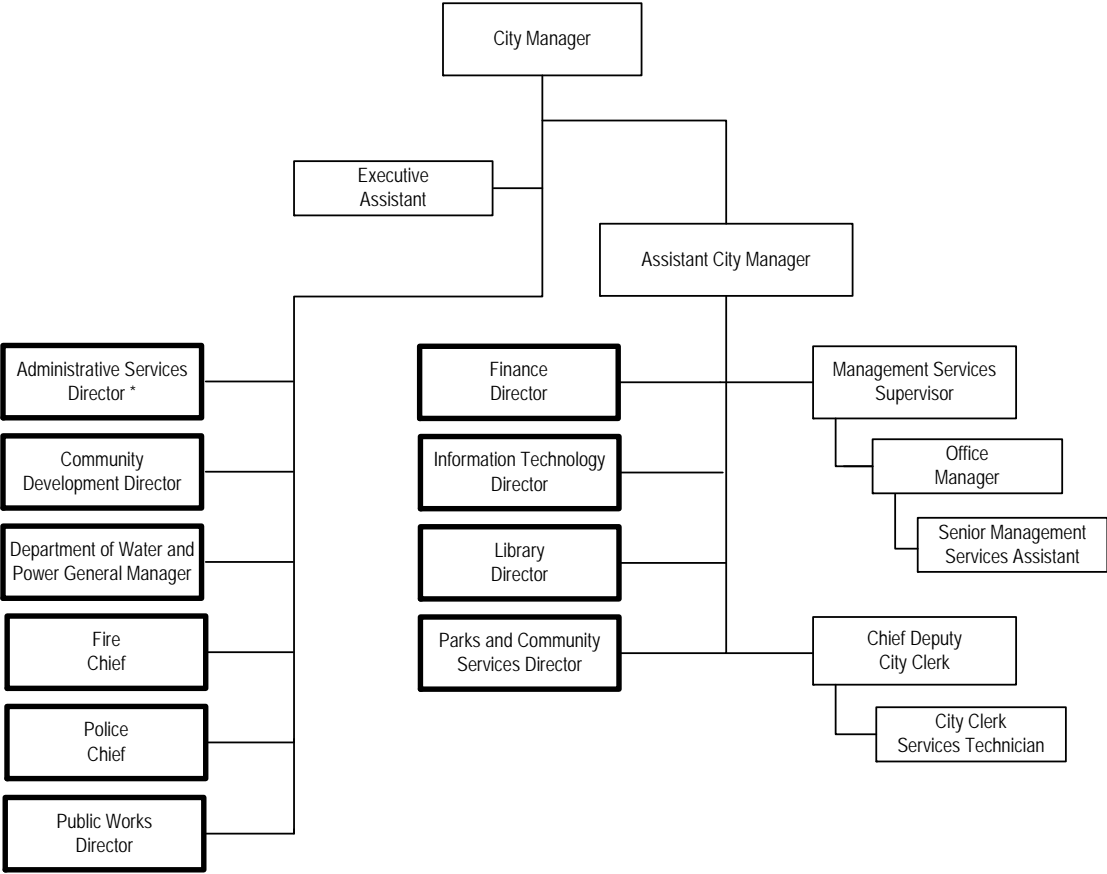 City Manager
Executive
Assistant
Assistant City Manager
Administrative Services
Director *
Community
Development Director
Department of Water and
Power General Manager
Fire
Chief
Police
Chief
Public Works
Director
Finance
Director
Information Technology
Director
Library
Director
Parks and Community
Services Director
Management Services
Supervisor
Office
Manager
Senior Management
Services Assistant
Chief Deputy
City Clerk
City Clerk
Services Technician